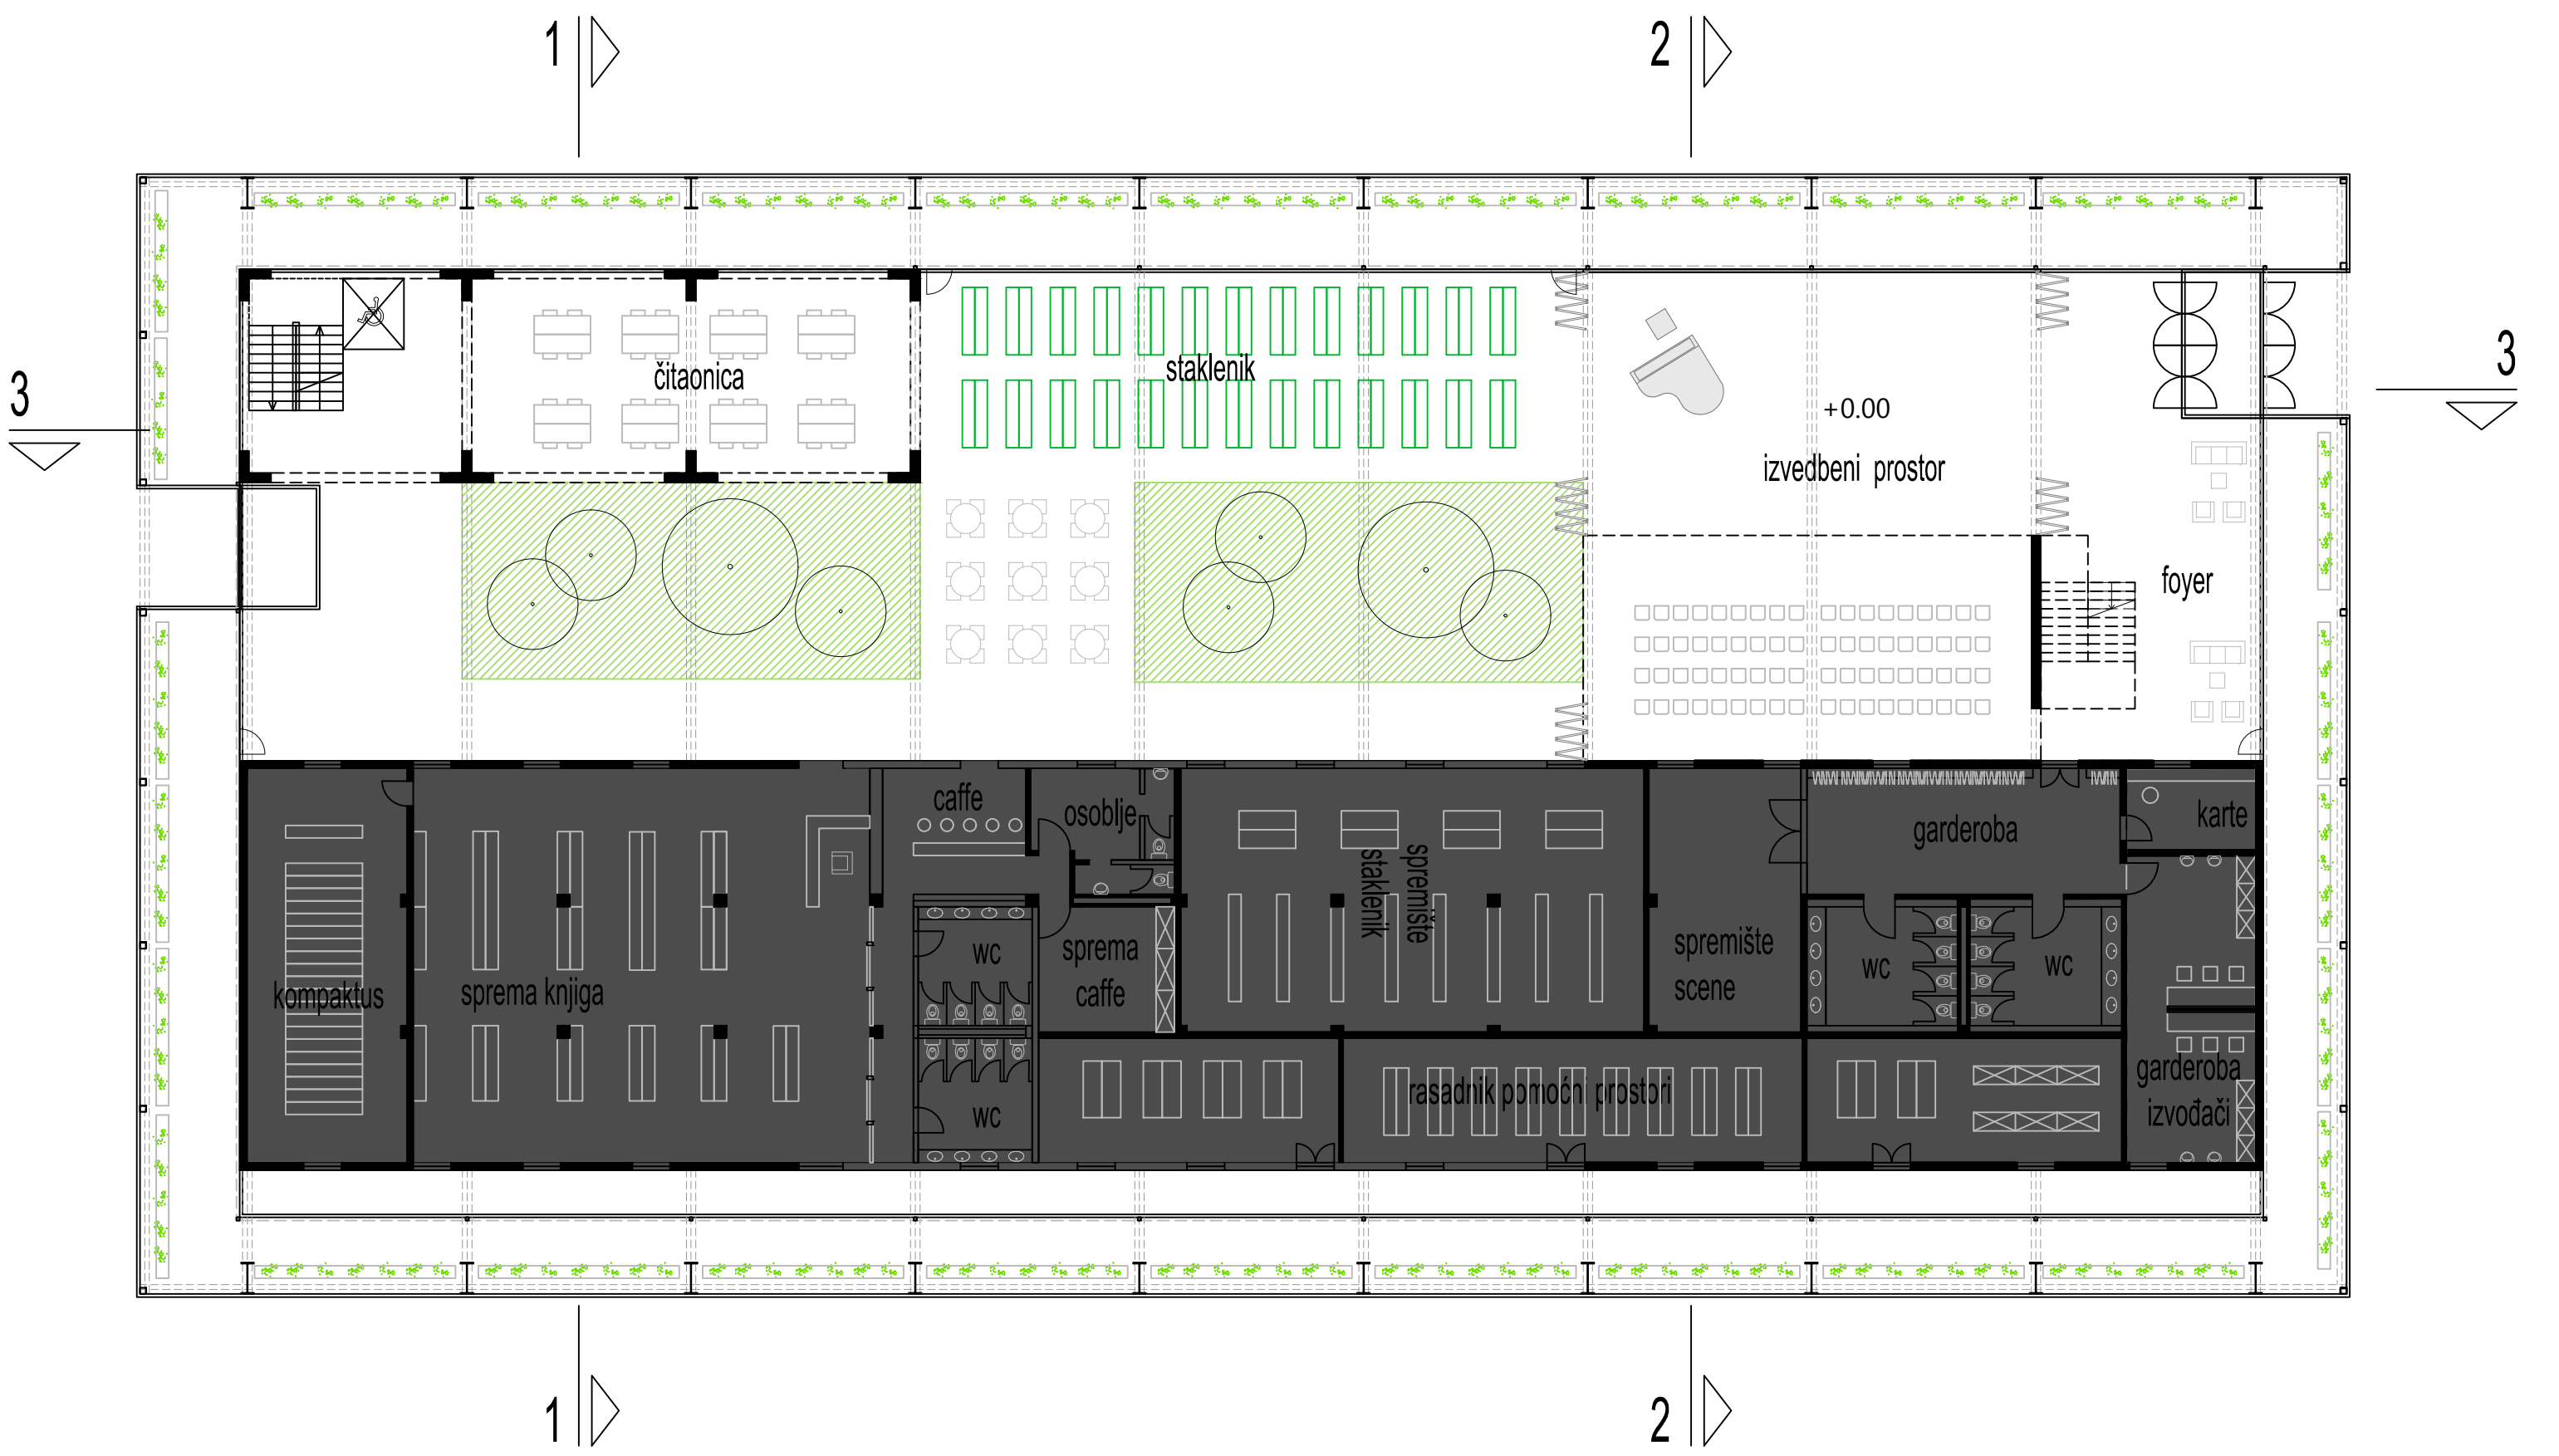 1
2
3
3
čitaonica
staklenik
+0.00
izvedbeni prostor
foyer
caffe
osoblje
garderoba
karte
spremište
staklenik
kompaktus
sprema knjiga
wc
sprema
caffe
spremište
scene
wc
wc
wc
rasadnik pomoćni prostori
garderoba
izvođači
1
2